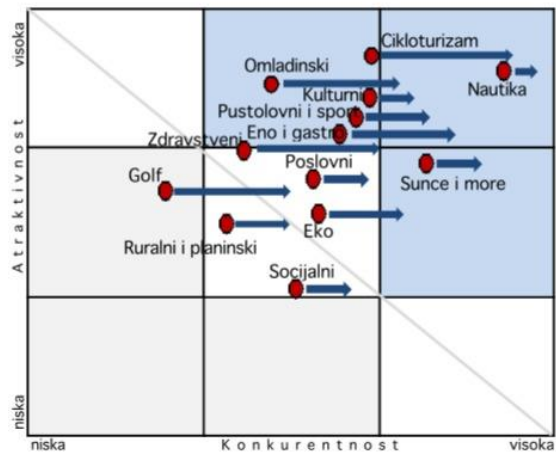 visoka
Atraktivnost
niska
Cikloturizam
Omladinski
Nautika
Kulturni
Pustolovni i sport
Eno i gastro
Zdravstveni
Poslovni
Golf
Sunce i more
Eko
Ruralni i planinski
Socijalni
niska
Konkurentnost
visoka